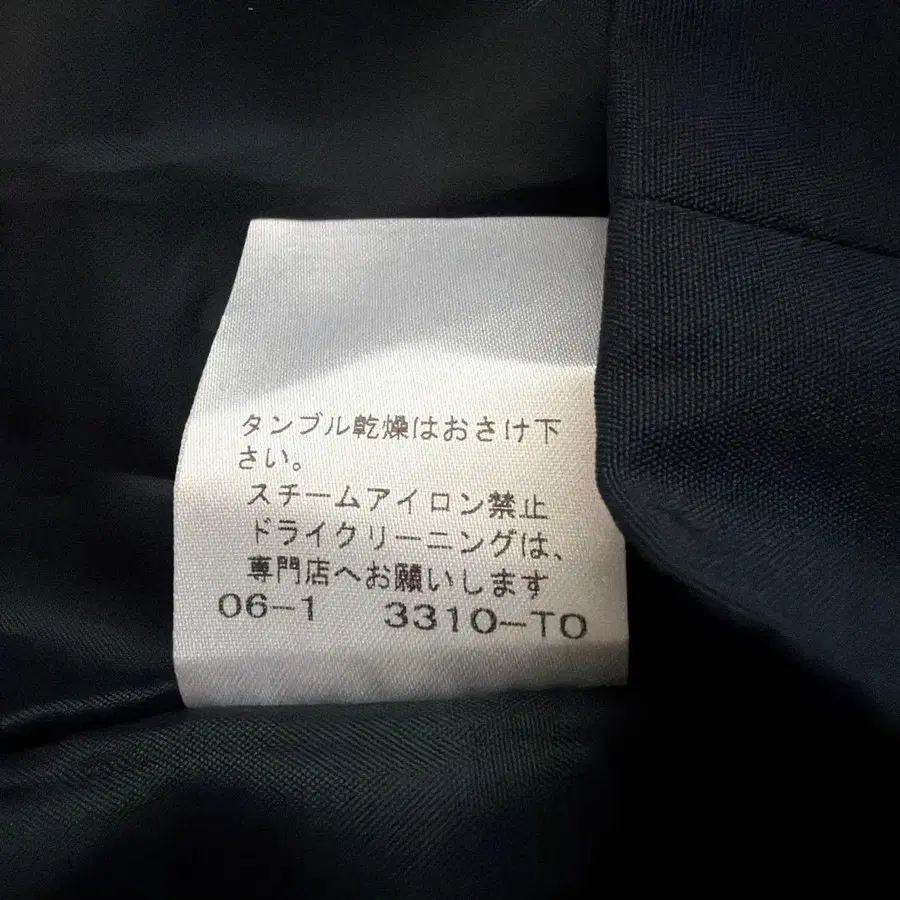 タンブル乾燥はおさけ下
さい。
スチームアイロン禁止
ドライクリーニングは、
専門店へお願いします
06-1 3310-TO